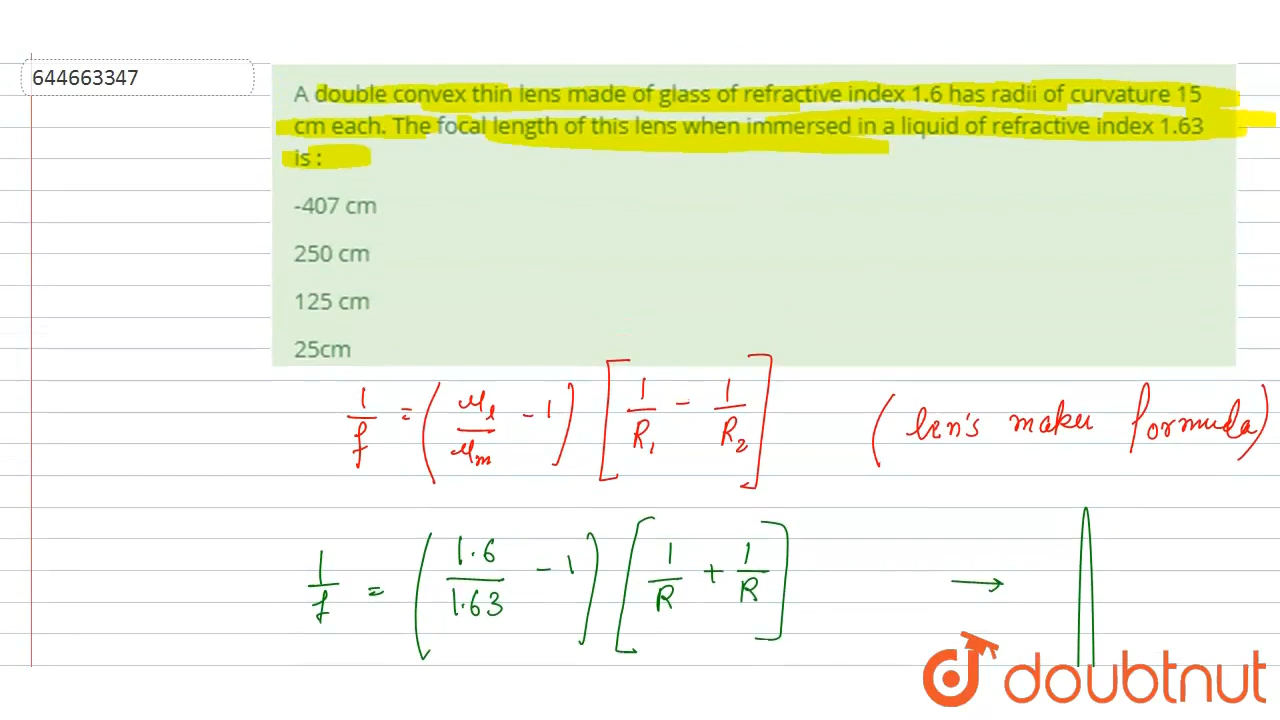 644663347
A double convex thin lens made of glass of refractive index 1.6 has radii of curvature 15
cm each. The focal length of this lens when immersed in a liquid of refractive index 1.63
is :
-407 cm
250 cm
125 cm
25cm
1/f = (μl/μm - 1) [1/R1 - 1/R2] (len's maker formuda)
1/f = (1.6/1.63 - 1) [1/R + 1/R] →
doubtnut